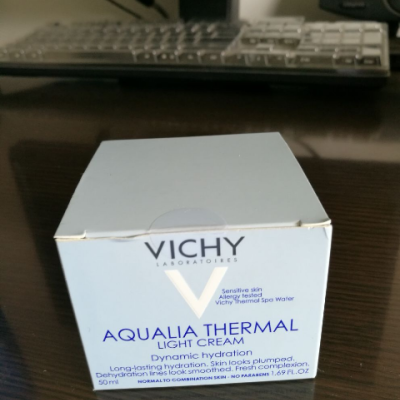 VICHY
LABORATOIRES
V
Sensitive skin
Allergy tested
Vichy Thermal Spa Water
AQUALIA THERMAL
LIGHT CREAM
Dynamic hydration
Long-lasting hydration. Skin looks plumped.
Dehydration lines look smoothed. Fresh complexion.
50 ml NORMAL TO COMBINATION SKIN - NO PARABENS 1.69 FL.OZ